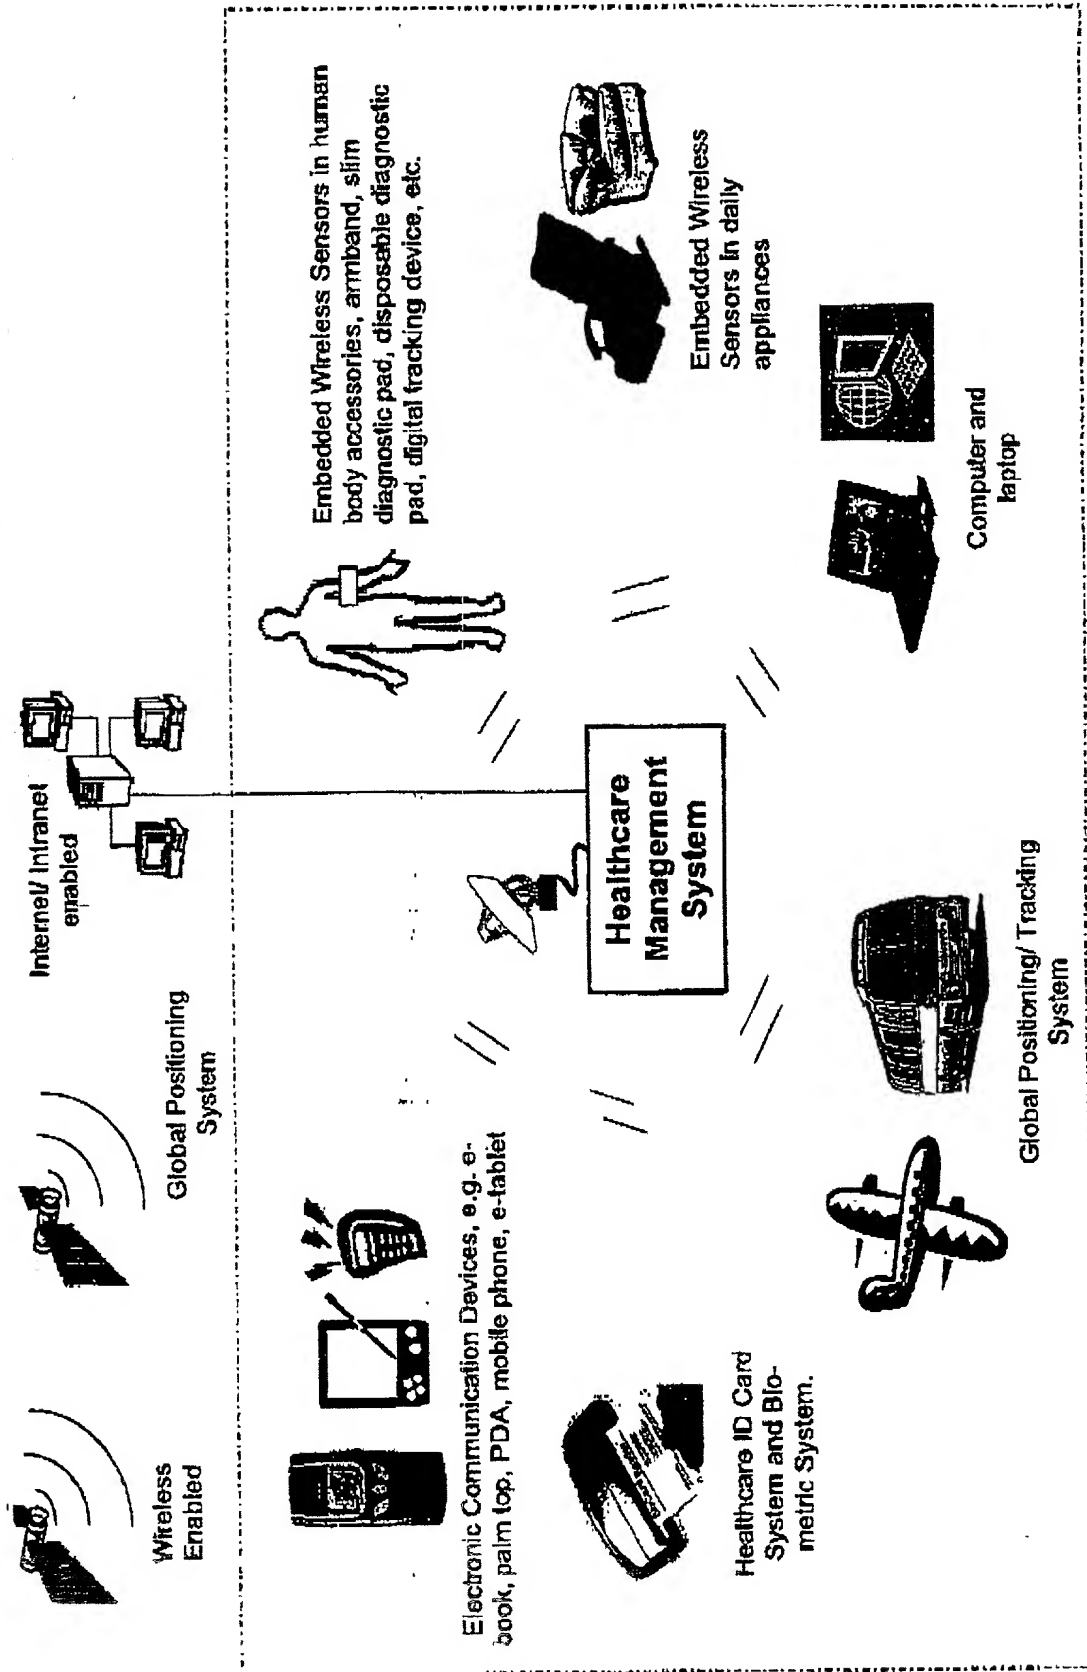 Wireless
Enabled
Global Positioning
System
Internet/ Intranet
enabled
Electronic Communication Devices, e.g. e-
book, palm top, PDA, mobile phone, e-tablet
Embedded Wireless Sensors in human
body accessories, armband, slim
diagnostic pad, disposable diagnostic
pad, digital tracking device, etc.
Healthcare
Management
System
Embedded Wireless
Sensors in daily
appliances
Healthcare ID Card
System and Bio-
metric System.
Global Positioning/ Tracking
System
Computer and
laptop